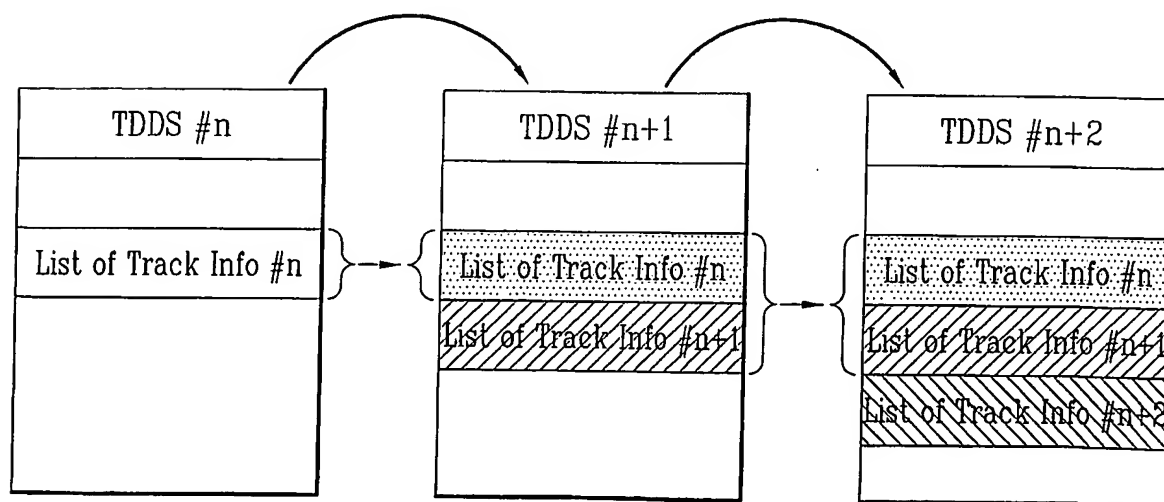 TDDS #n
List of Track Info #n
TDDS #n+1
List of Track Info #n
List of Track Info #n+1
TDDS #n+2
List of Track Info #n
List of Track Info #n+1
List of Track Info #n+2